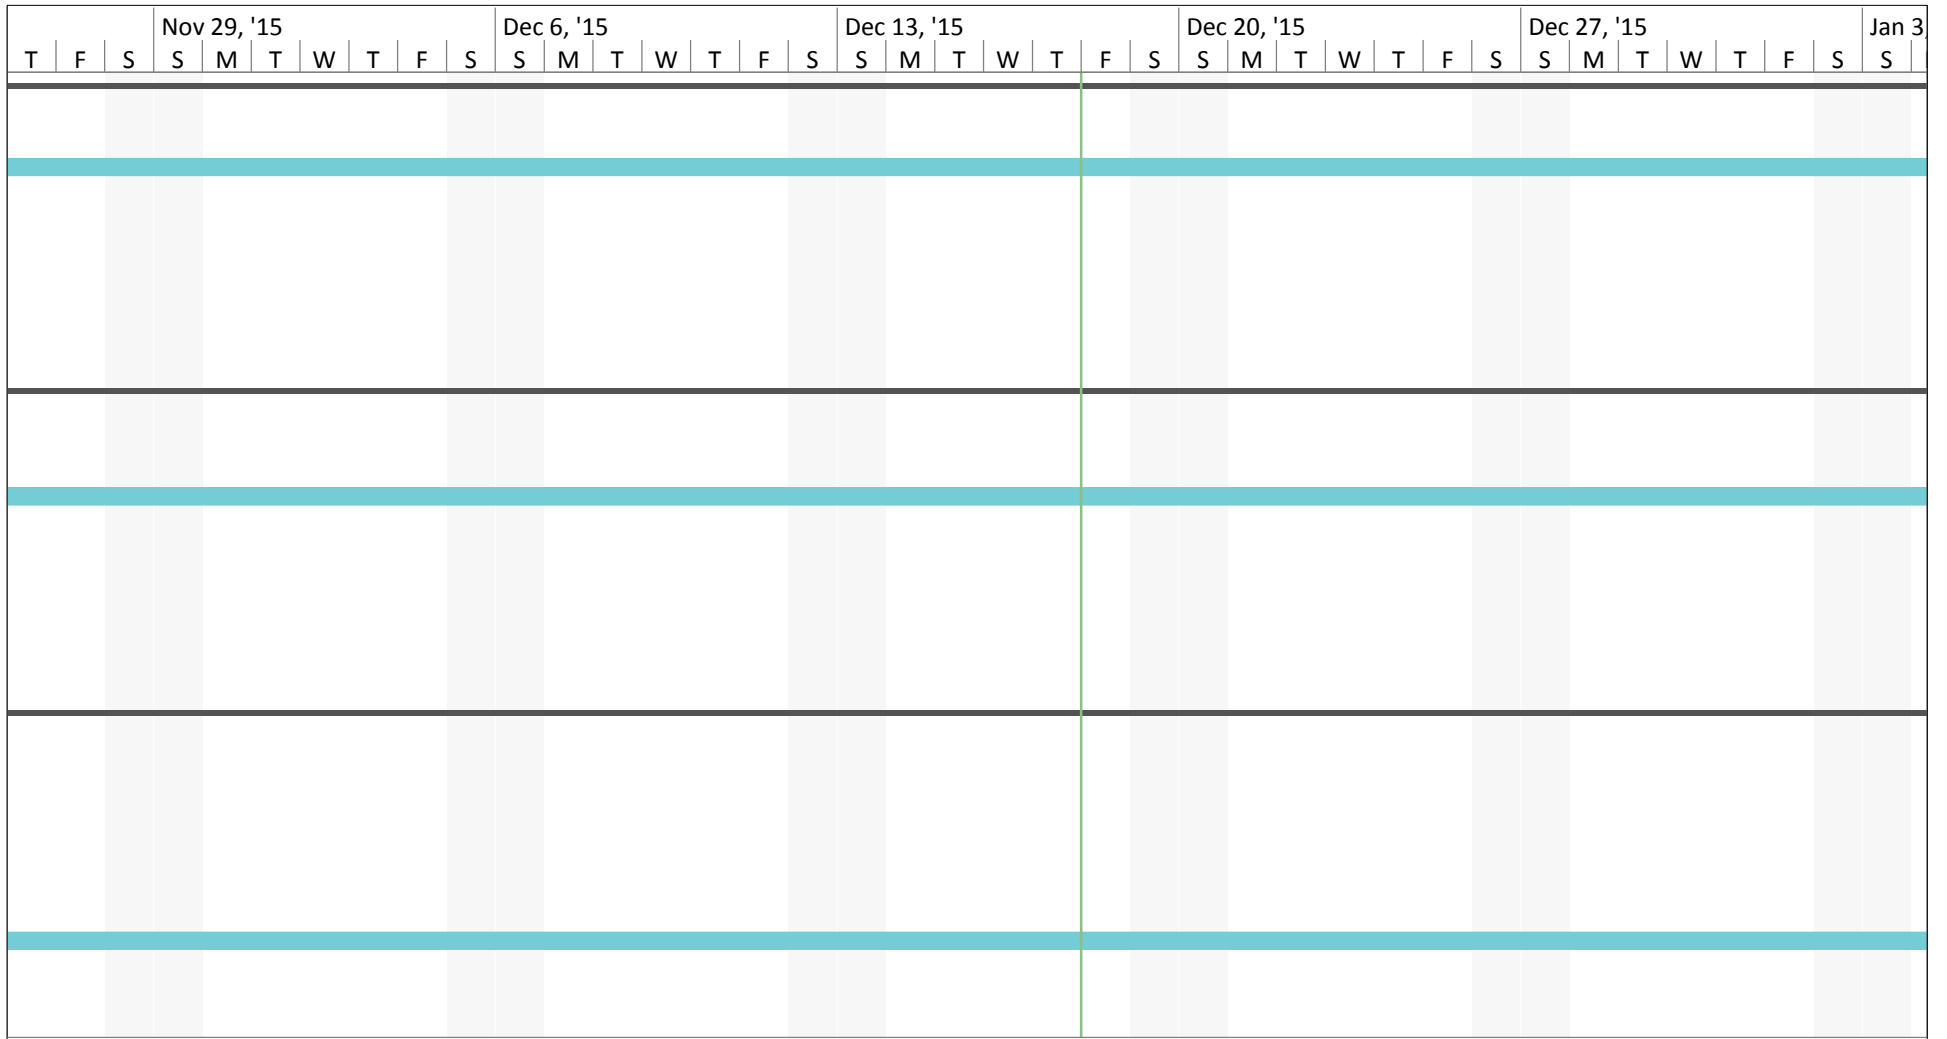 Nov 29, '15 Dec 6, '15 Dec 13, '15 Dec 20, '15 Dec 27, '15 Jan 3,
T F S S M T W T F S S M T W T F S S M T W T F S S M T W T F S S M T W T F S S